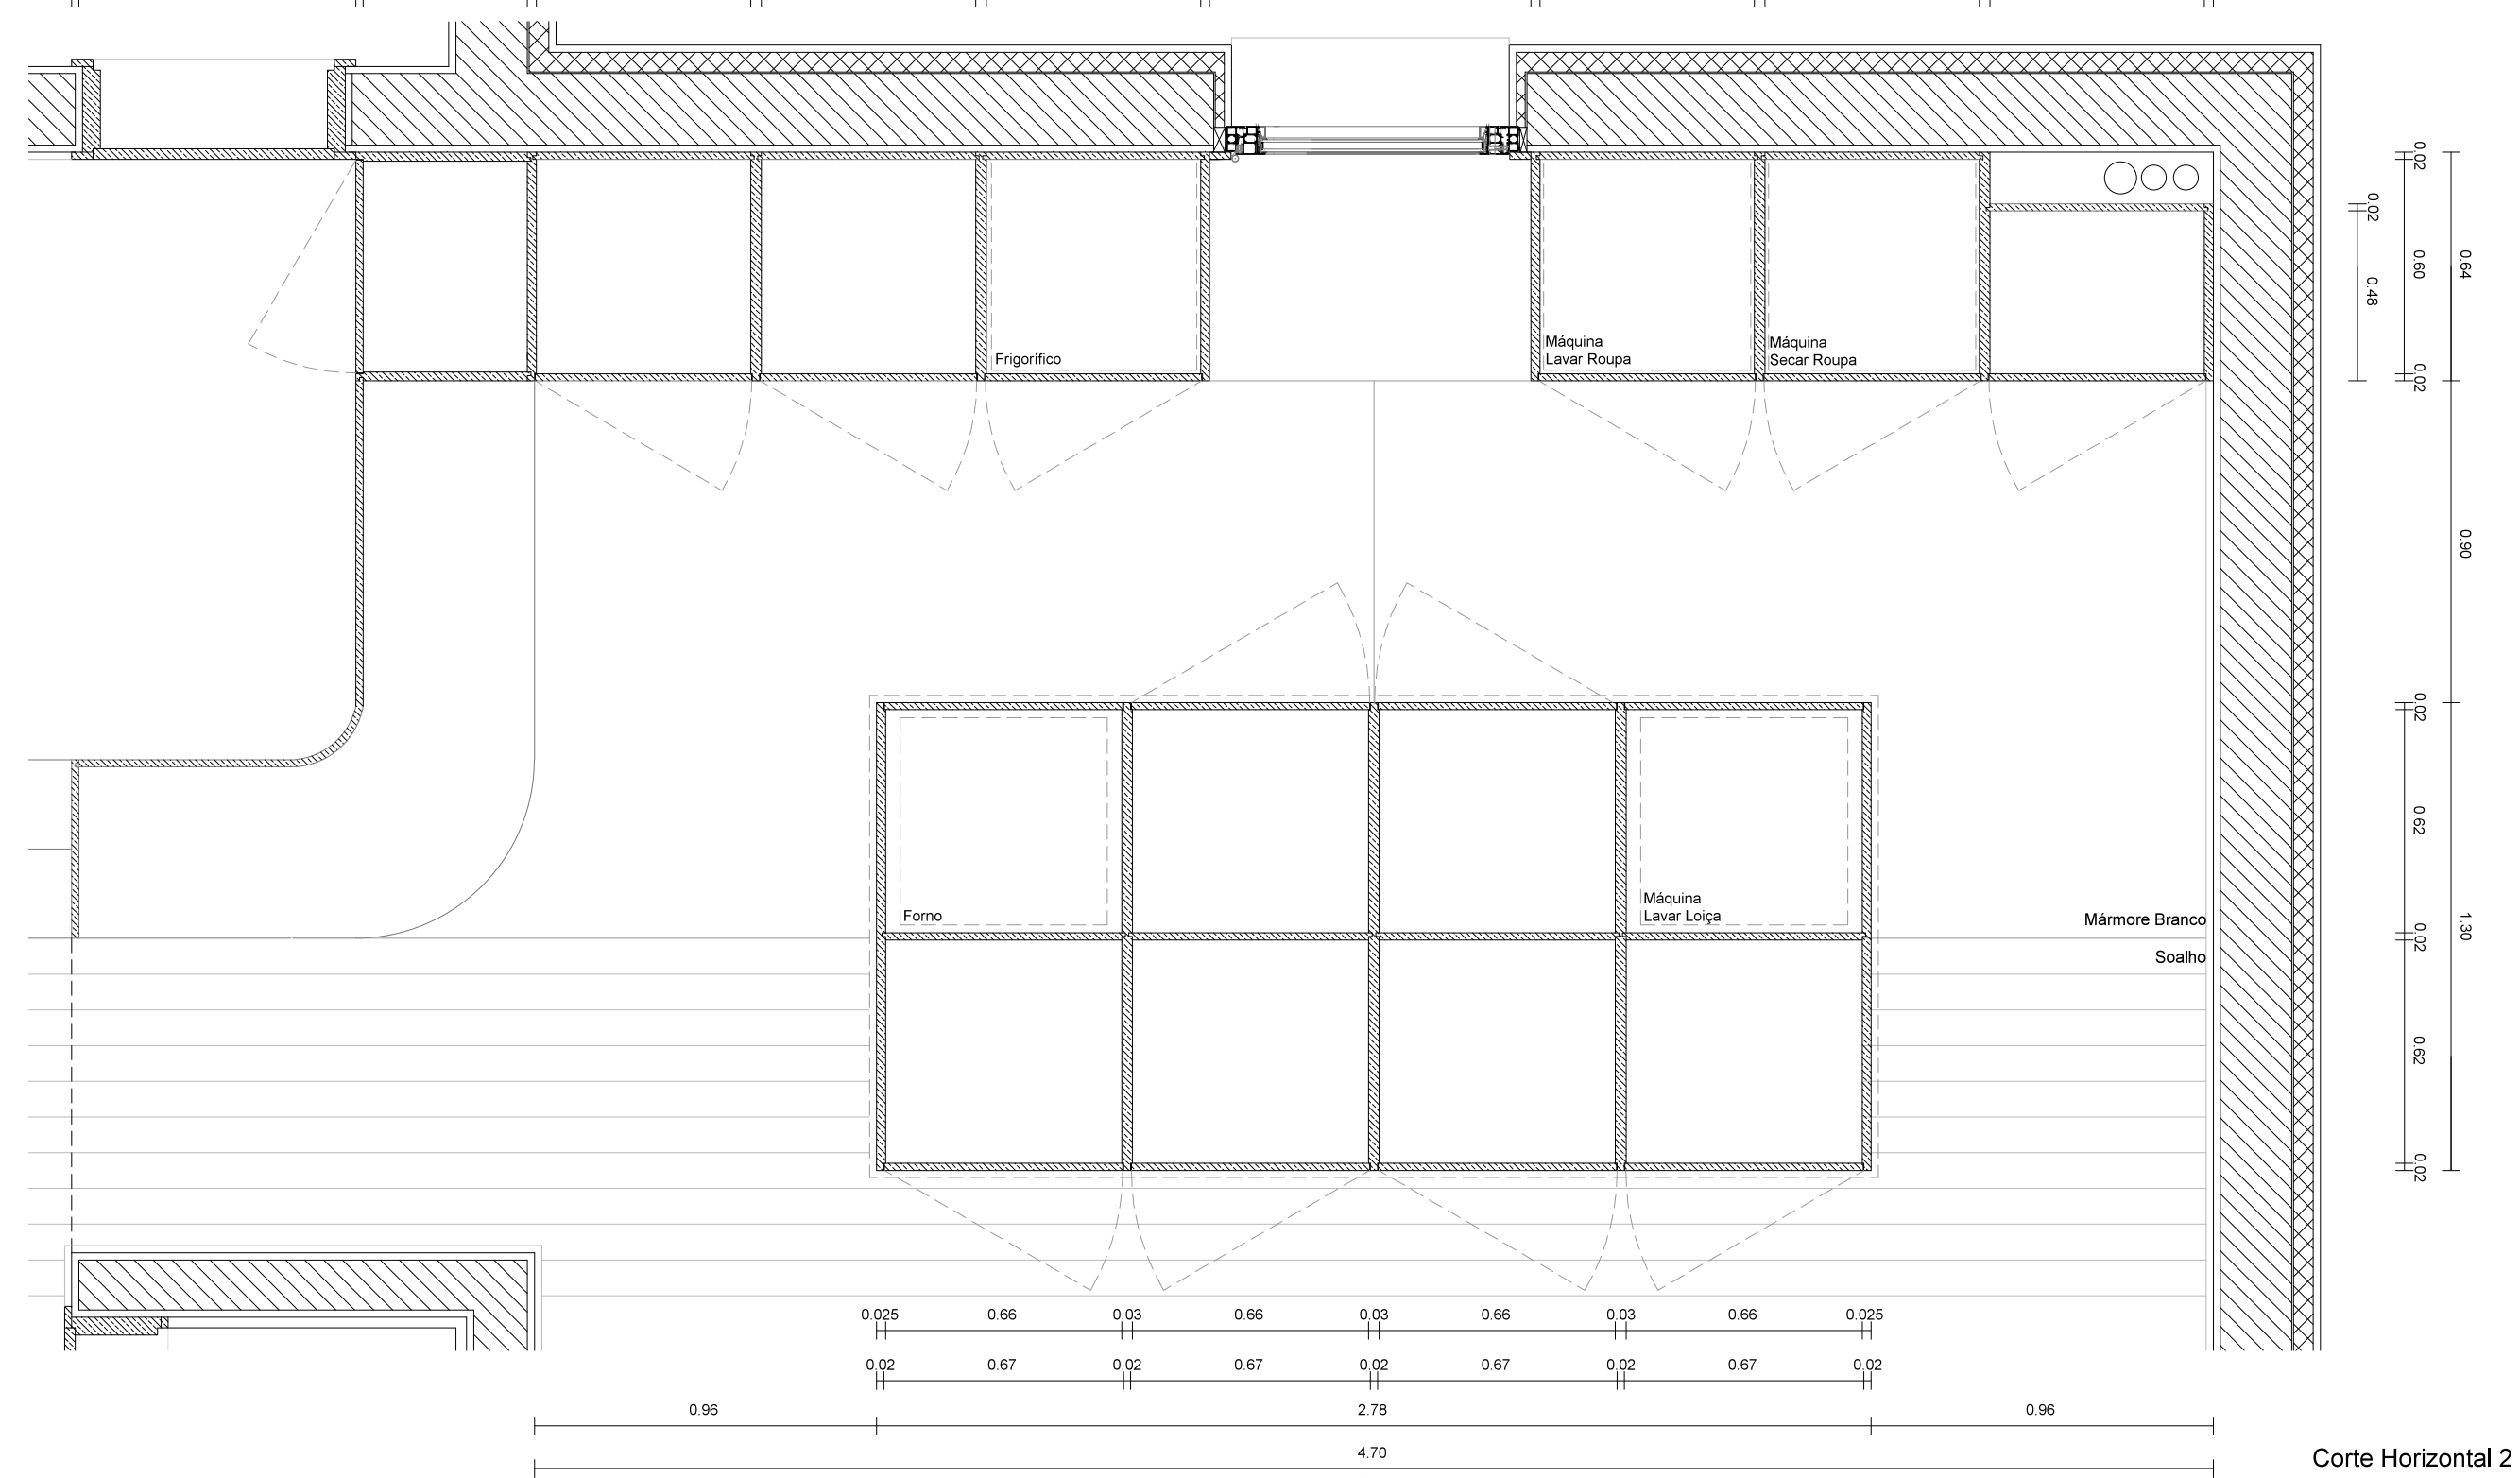 0.02
0.02
0.60
0.64
0.48
Máquina
Lavar Roupa
Máquina
Secar Roupa
Frigorífico
0.02
0.90
0.02
0.62
Forno
Máquina
Lavar Loiça
Mármore Branco
0.02
1.30
Soalho
0.62
0.02
0.025 0.66 0.03 0.66 0.03 0.66 0.03 0.66 0.025
0.02 0.67 0.02 0.67 0.02 0.67 0.02 0.67 0.02
0.96 2.78 0.96
4.70
Corte Horizontal 2